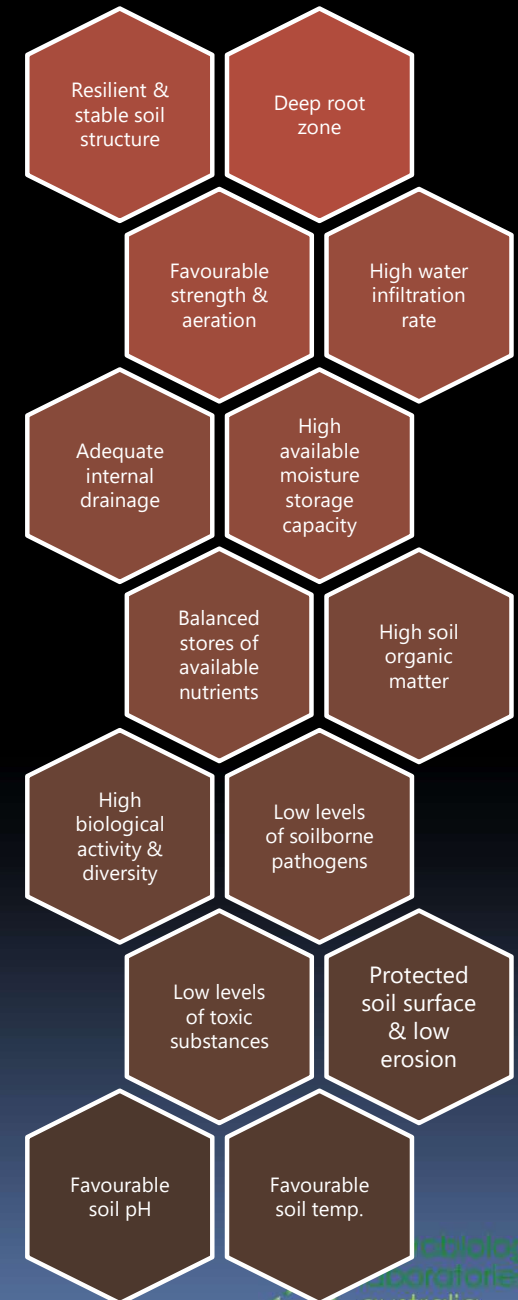 Resilient &
stable soil
structure
Deep root
zone
Favourable
strength &
aeration
High water
infiltration
rate
Adequate
internal
drainage
High
available
moisture
storage
capacity
Balanced
stores of
available
nutrients
High soil
organic
matter
High
biological
activity &
diversity
Low levels
of soilborne
pathogens
Low levels
of toxic
substances
Protected
soil surface
& low
erosion
Favourable
soil pH
Favourable
soil temp.